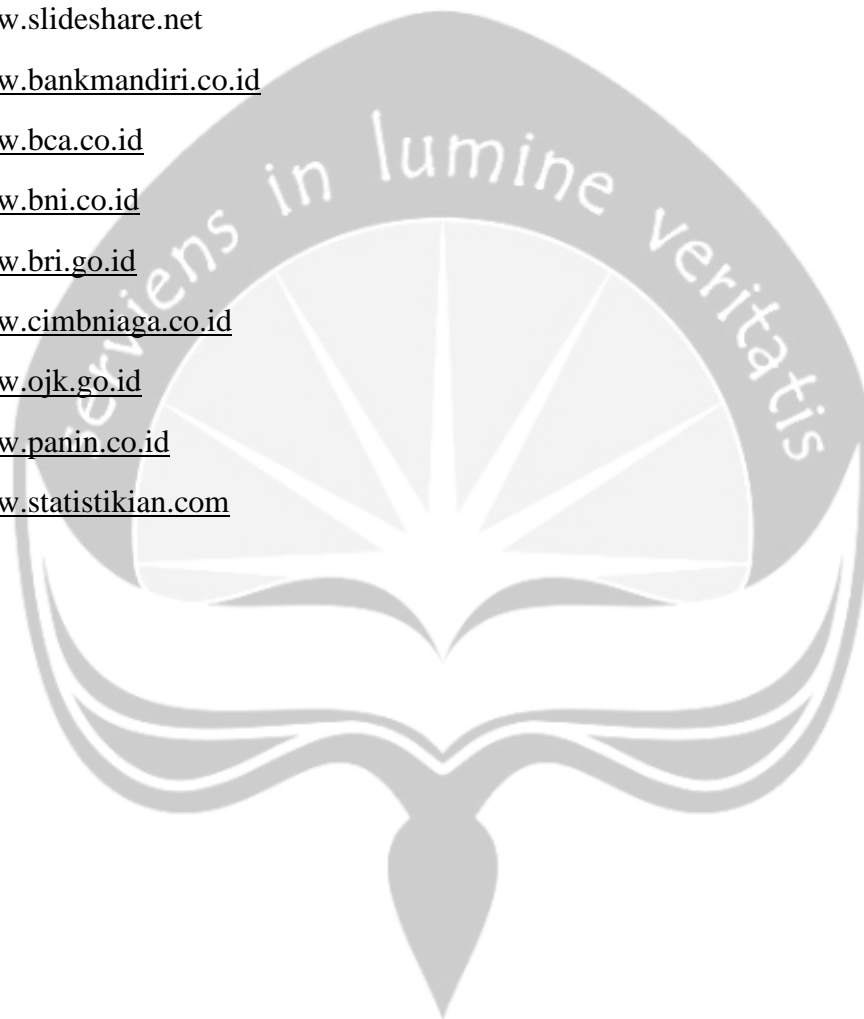 w.slideshare.net
w.bankmandiri.co.id
w.bca.co.id
w.bni.co.id
w.bri.go.id
w.cimbniaga.co.id
w.ojk.go.id
w.panin.co.id
w.statistikian.com
serviens in lumine veritatis